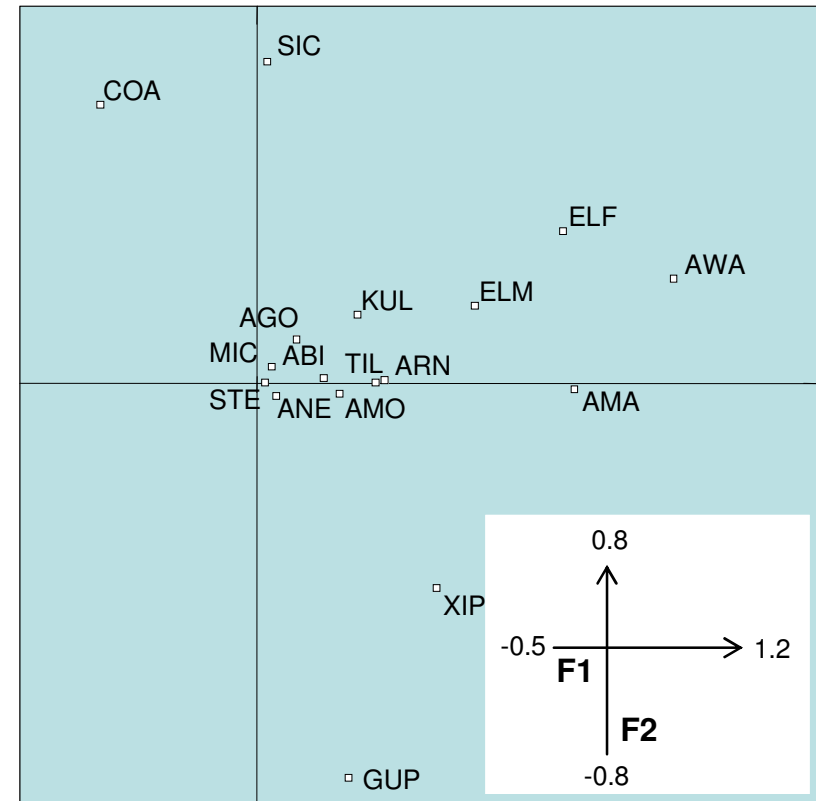 SIC
COA
ELF
AWA
ELM
KUL
AGO
MIC
ABI
TIL
ARN
STE
ANE
AMO
AMA
XIP
GUP
0.8
-0.5
1.2
F1
F2
-0.8